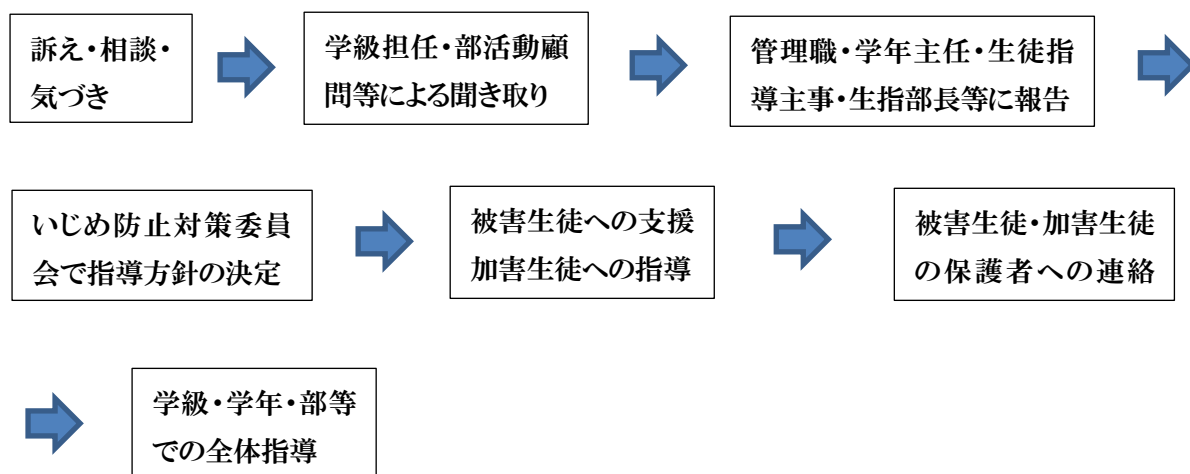 訴え・相談・
気づき
学級担任・部活動顧
問等による聞き取り
管理職・学年主任・生徒指
導主事・生指部長等に報告
いじめ防止対策委員
会で指導方針の決定
被害生徒への支援
加害生徒への指導
被害生徒・加害生徒
の保護者への連絡
学級・学年・部等
での全体指導